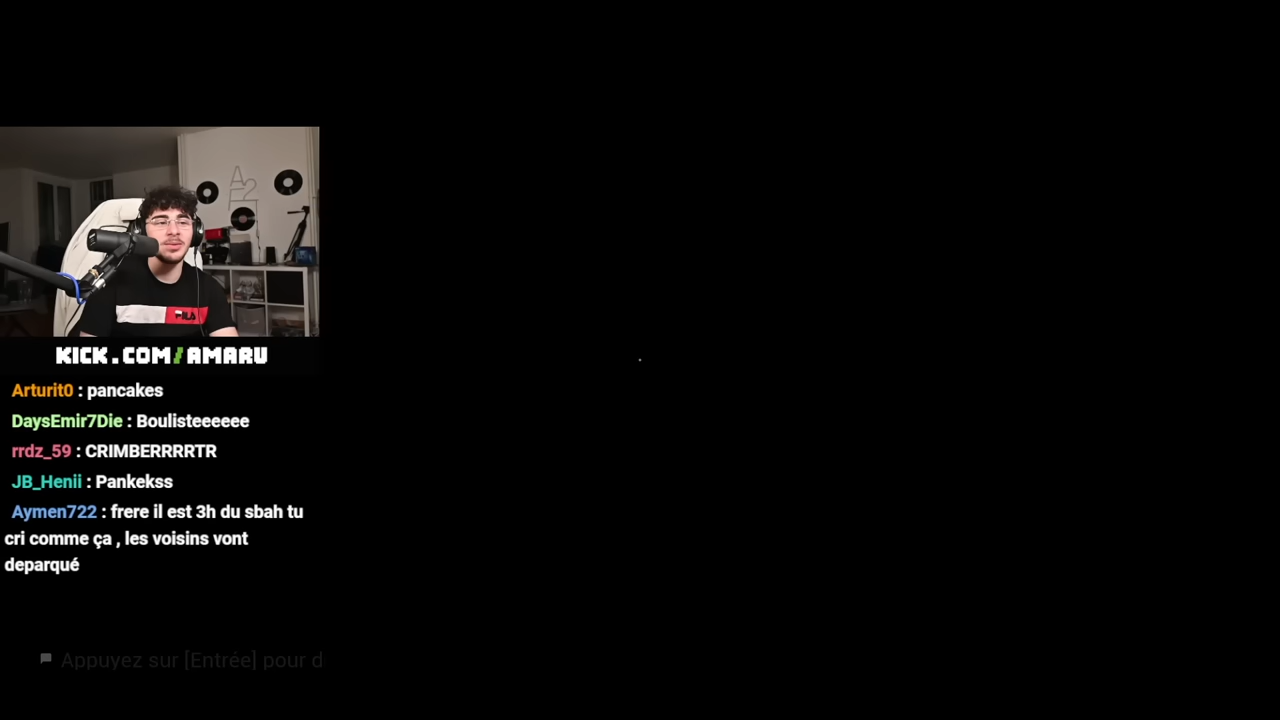 FILA
KICK.COM/AMARU
Arturit0 : pancakes
DaysEmir7Die : Boulisteeeeee
rrdz_59 : CRIMBERRRRTR
JB_Henii : Pankekss
Aymen722 : frere il est 3h du sbah tu
cri comme ça , les voisins vont
deparqué
Appuyez sur [Entrée] pour d